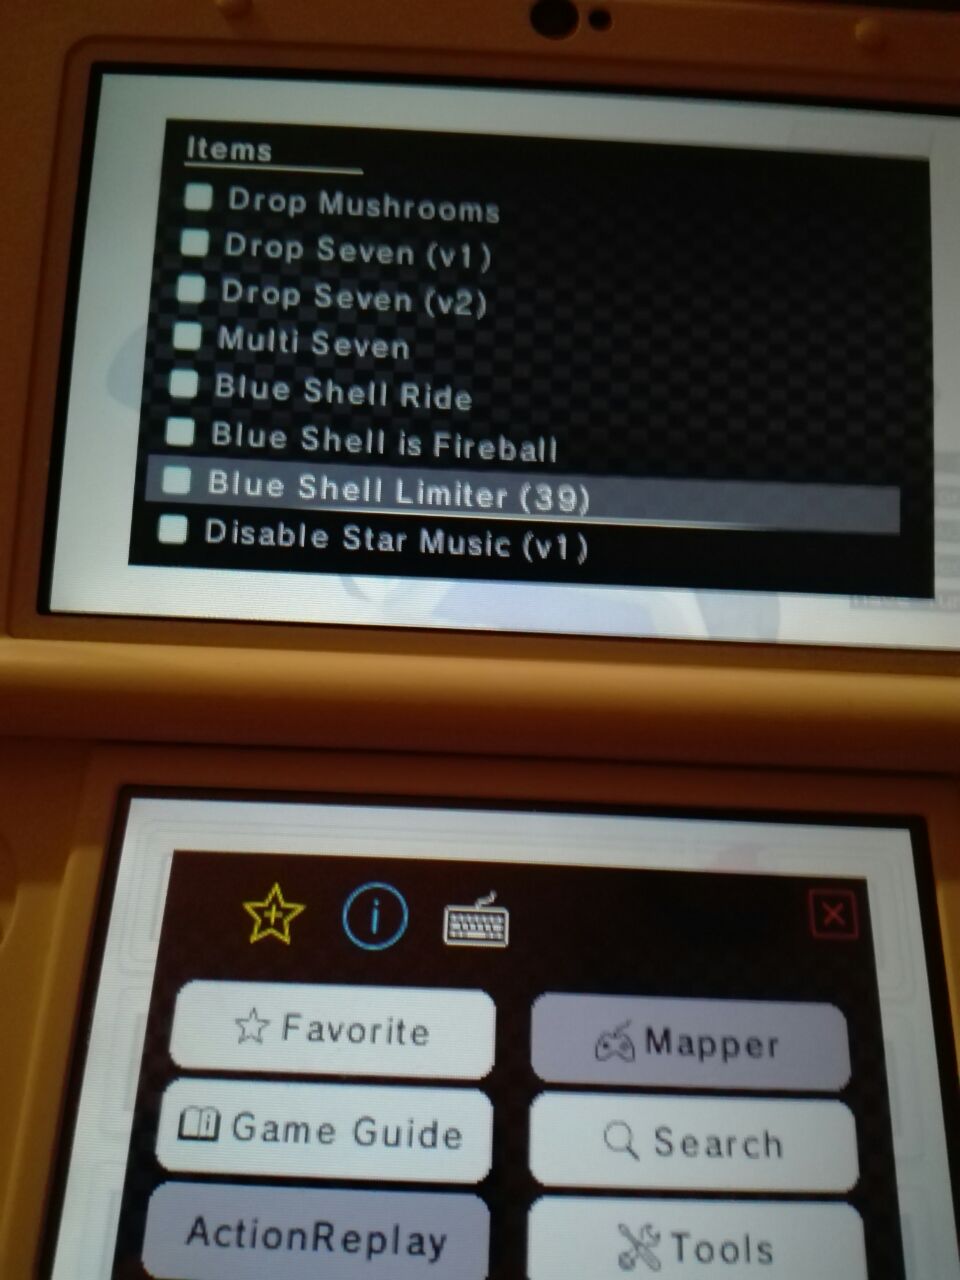 Items
Drop Mushrooms
Drop Seven (v1)
Drop Seven (v2)
Multi Seven
Blue Shell Ride
Blue Shell is Fireball
Blue Shell Limiter (39)
Disable Star Music (v1)
Favorite
Mapper
Game Guide
Search
ActionReplay
Tools